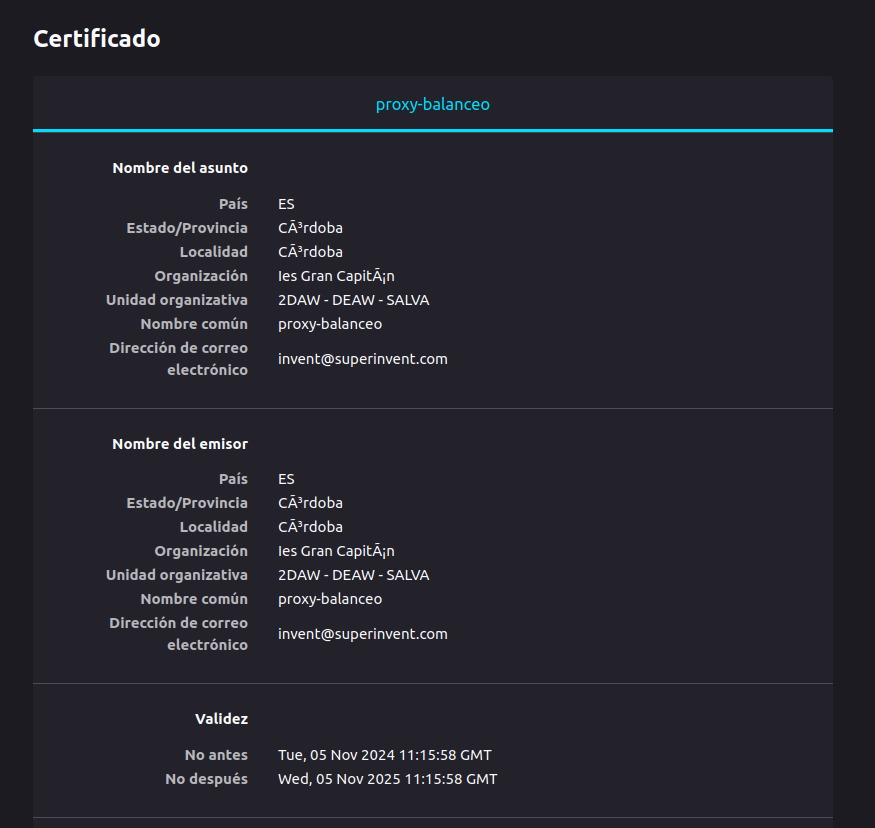 Certificado
proxy-balanceo
Nombre del asunto
País ES
Estado/Provincia CÃ³rdoba
Localidad CÃ³rdoba
Organización Ies Gran CapitÃ¡n
Unidad organizativa 2DAW - DEAW - SALVA
Nombre común proxy-balanceo
Dirección de correo
electrónico invent@superinvent.com
Nombre del emisor
País ES
Estado/Provincia CÃ³rdoba
Localidad CÃ³rdoba
Organización Ies Gran CapitÃ¡n
Unidad organizativa 2DAW - DEAW - SALVA
Nombre común proxy-balanceo
Dirección de correo
electrónico invent@superinvent.com
Validez
No antes Tue, 05 Nov 2024 11:15:58 GMT
No después Wed, 05 Nov 2025 11:15:58 GMT